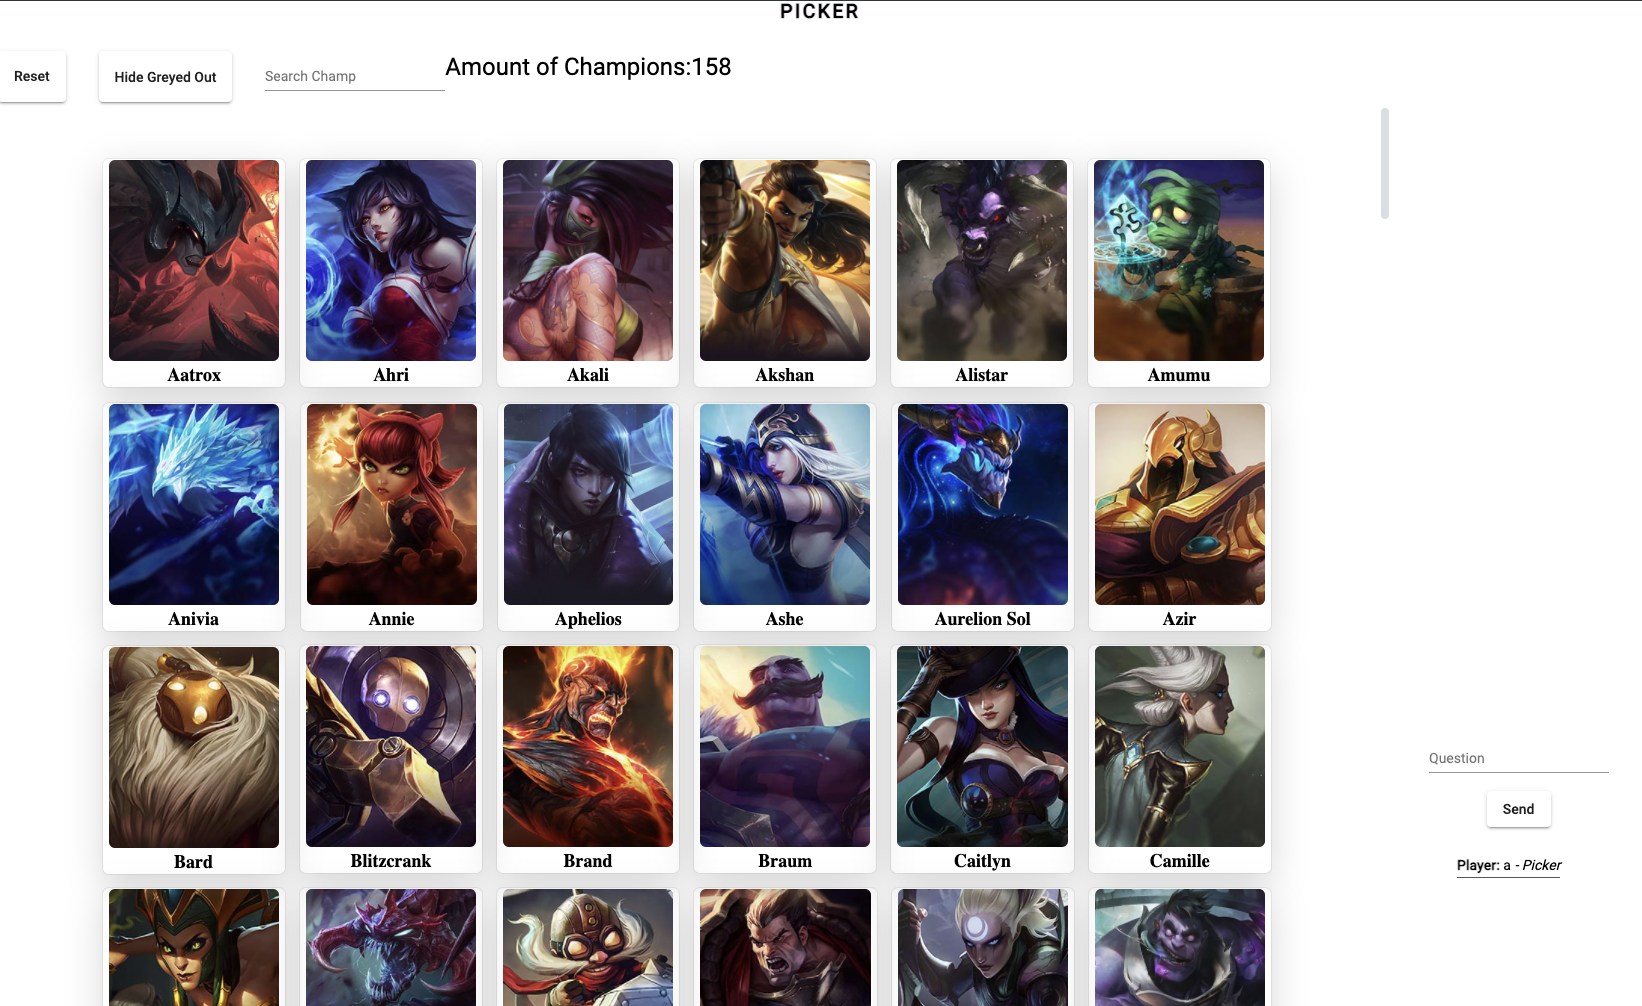 PICKER
Reset
Hide Greyed Out
Search Champ
Amount of Champions:158
Aatrox
Ahri
Akali
Akshan
Alistar
Amumu
Anivia
Annie
Aphelios
Ashe
Aurelion Sol
Azir
Bard
Blitzcrank
Brand
Braum
Caitlyn
Camille
Question
Send
Player: a - Picker